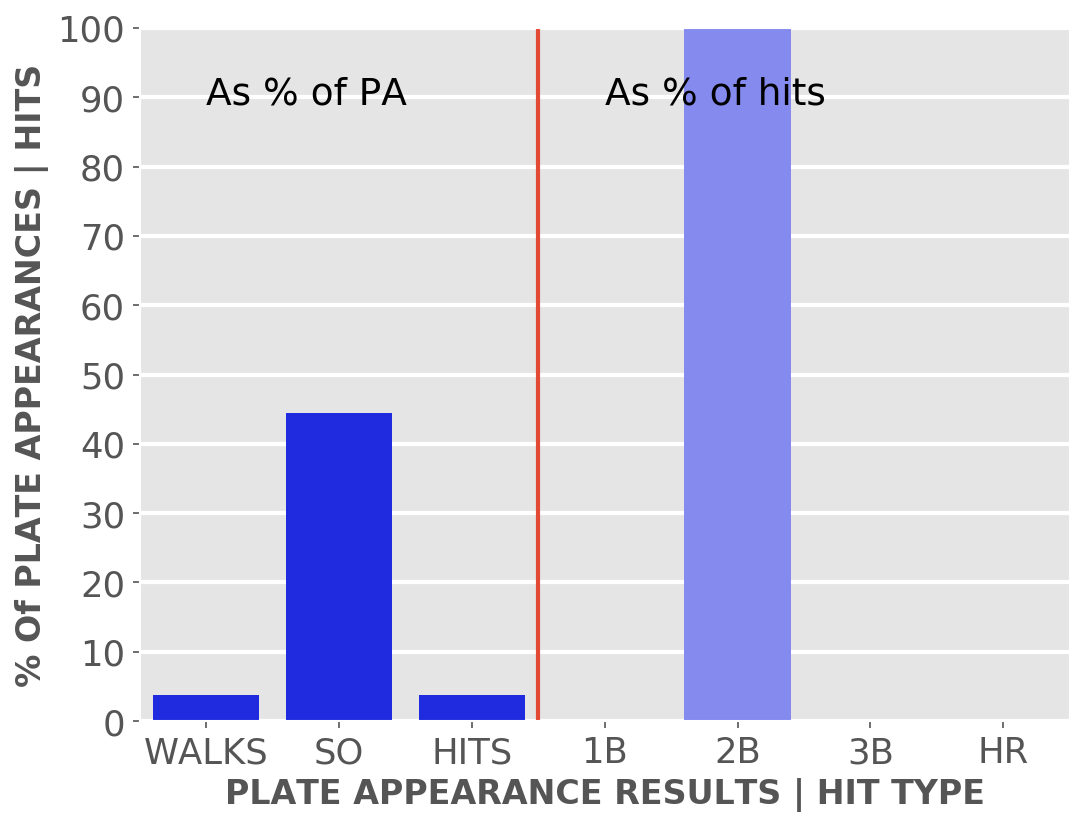 % Of PLATE APPEARANCES | HITS
100
90
80
70
60
50
40
30
20
10
0
As % of PA
As % of hits
WALKS SO HITS 1B 2B 3B HR
PLATE APPEARANCE RESULTS | HIT TYPE